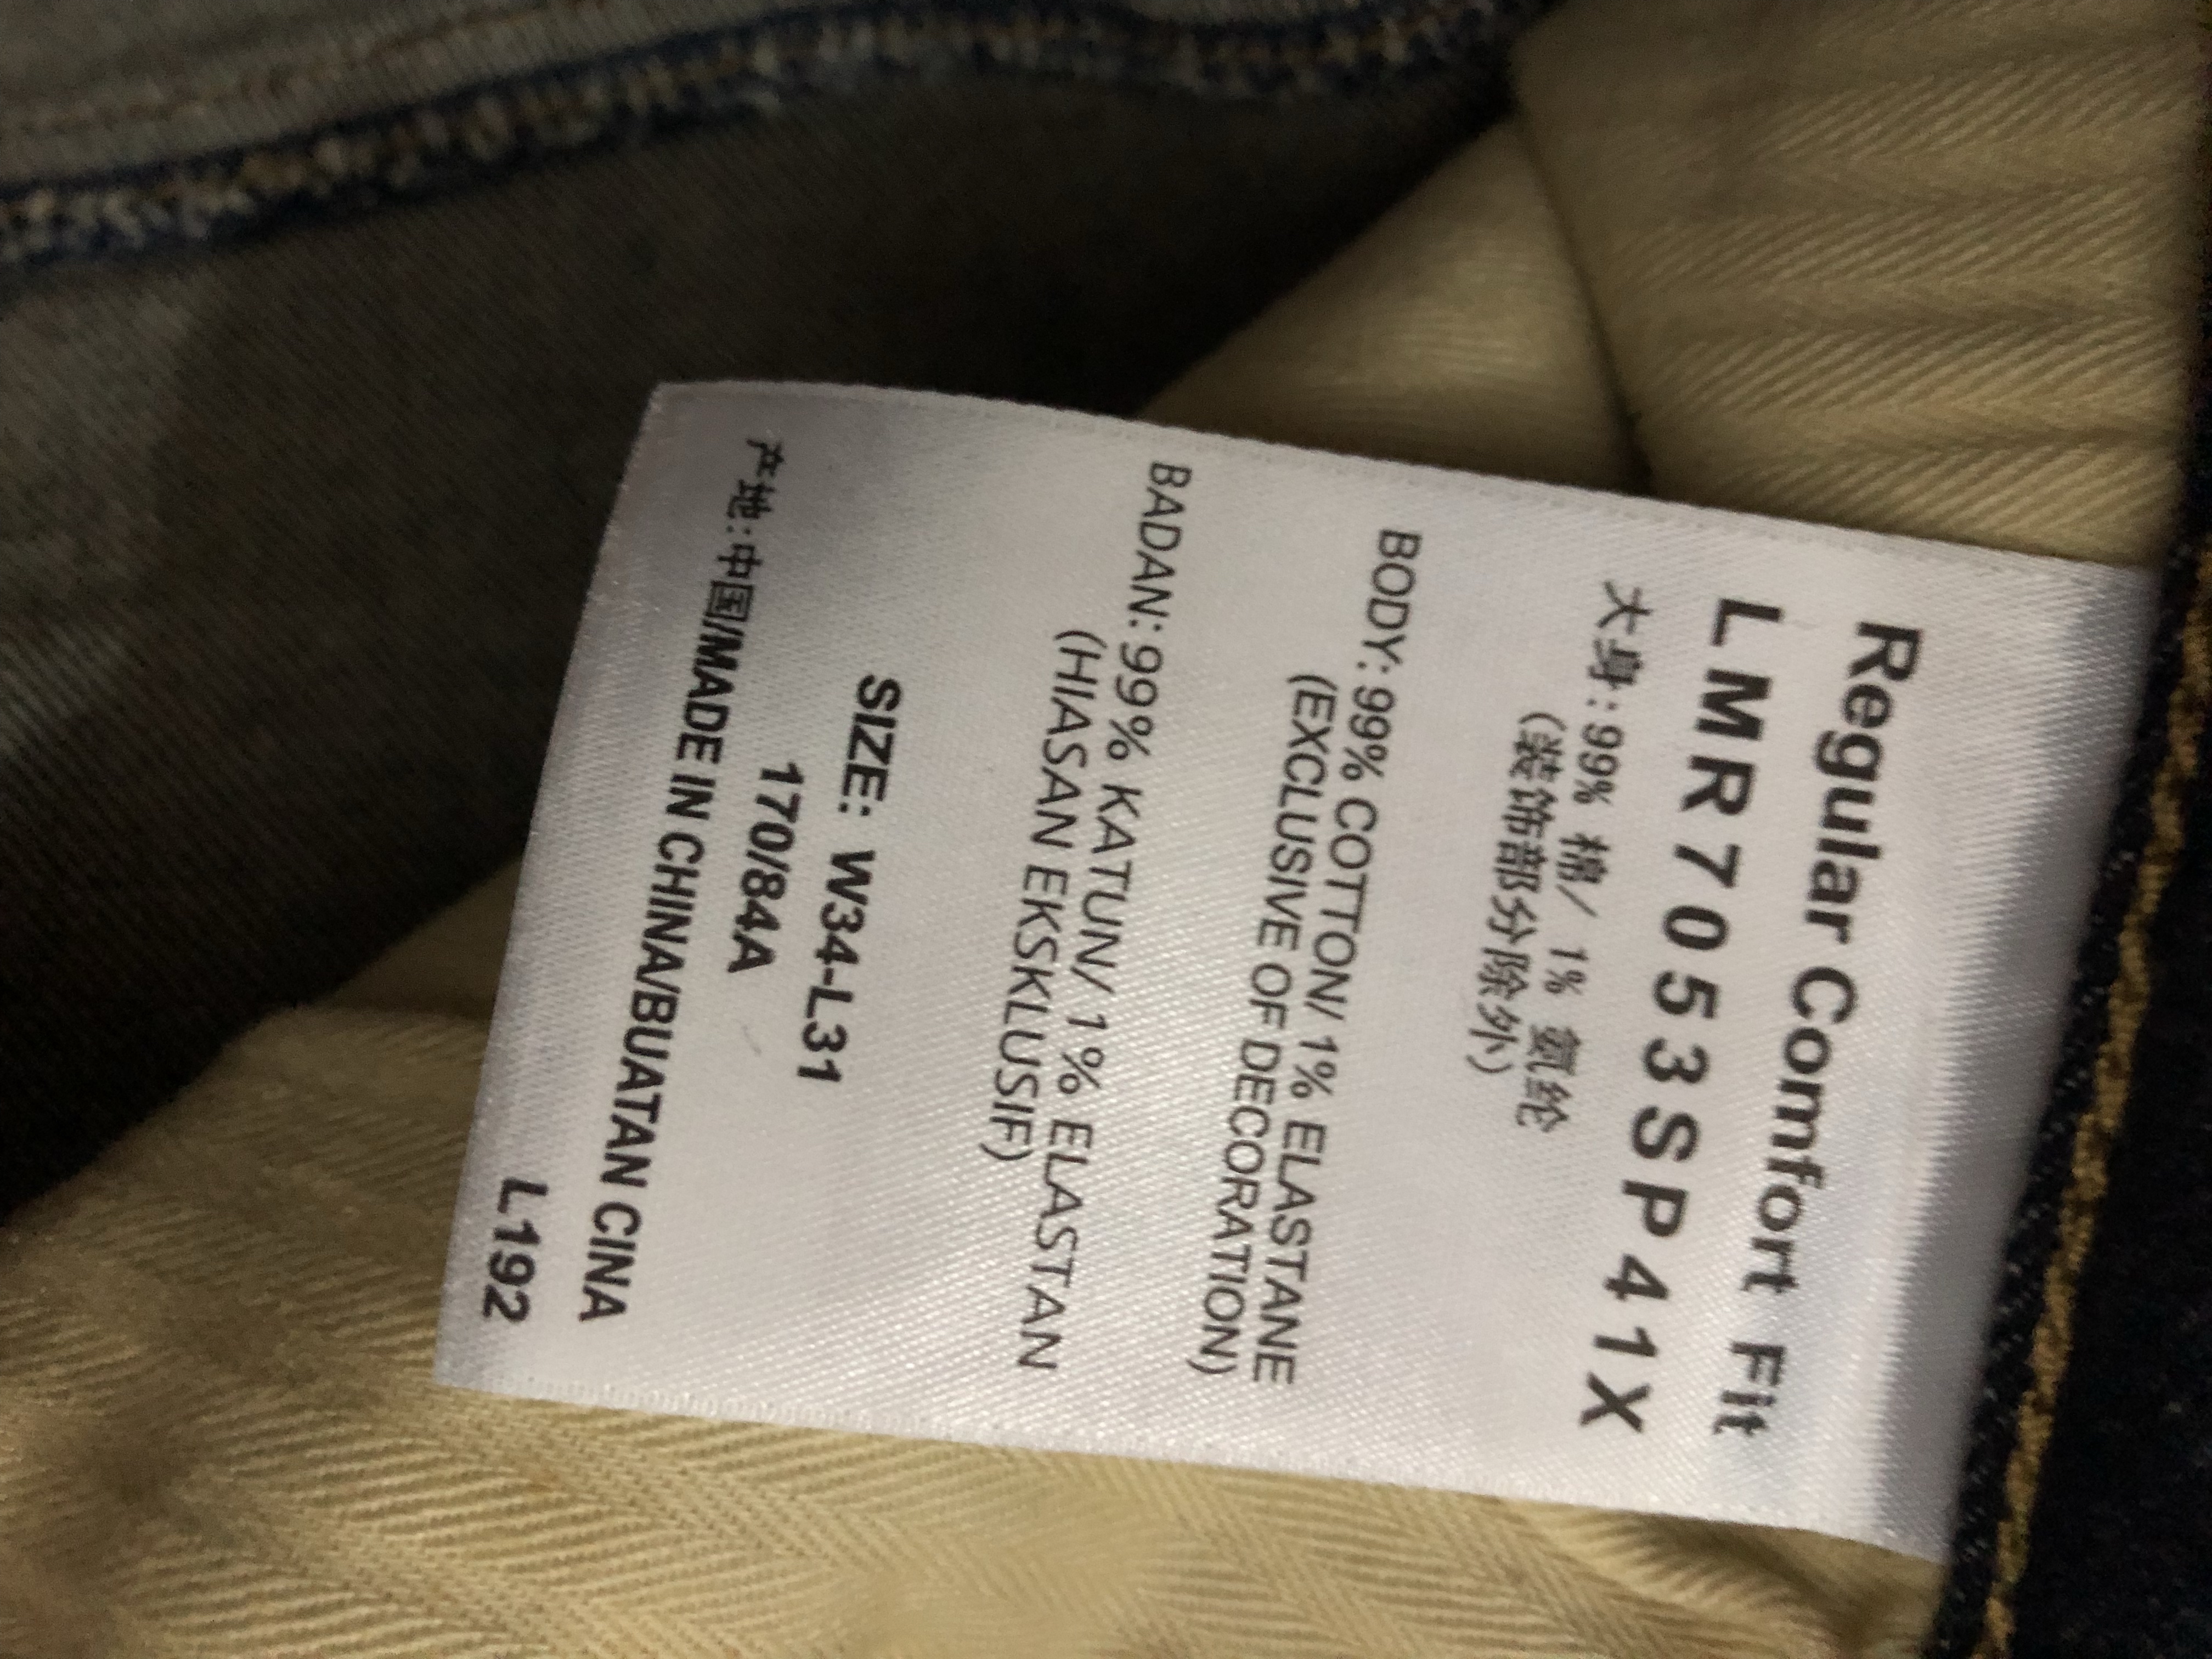 Regular Comfort Fit
LMR7053SP41X
大身:99% 棉/ 1% 氨纶
(装饰部分除外)
BODY:99% COTTON/ 1% ELASTANE
(EXCLUSIVE OF DECORATION)
BADAN:99% KATUN/ 1% ELASTAN
(HIASAN EKSKLUSIF)
SIZE: W34-L31
170/84A
产地:中国/MADE IN CHINA/BUATAN CINA
L192